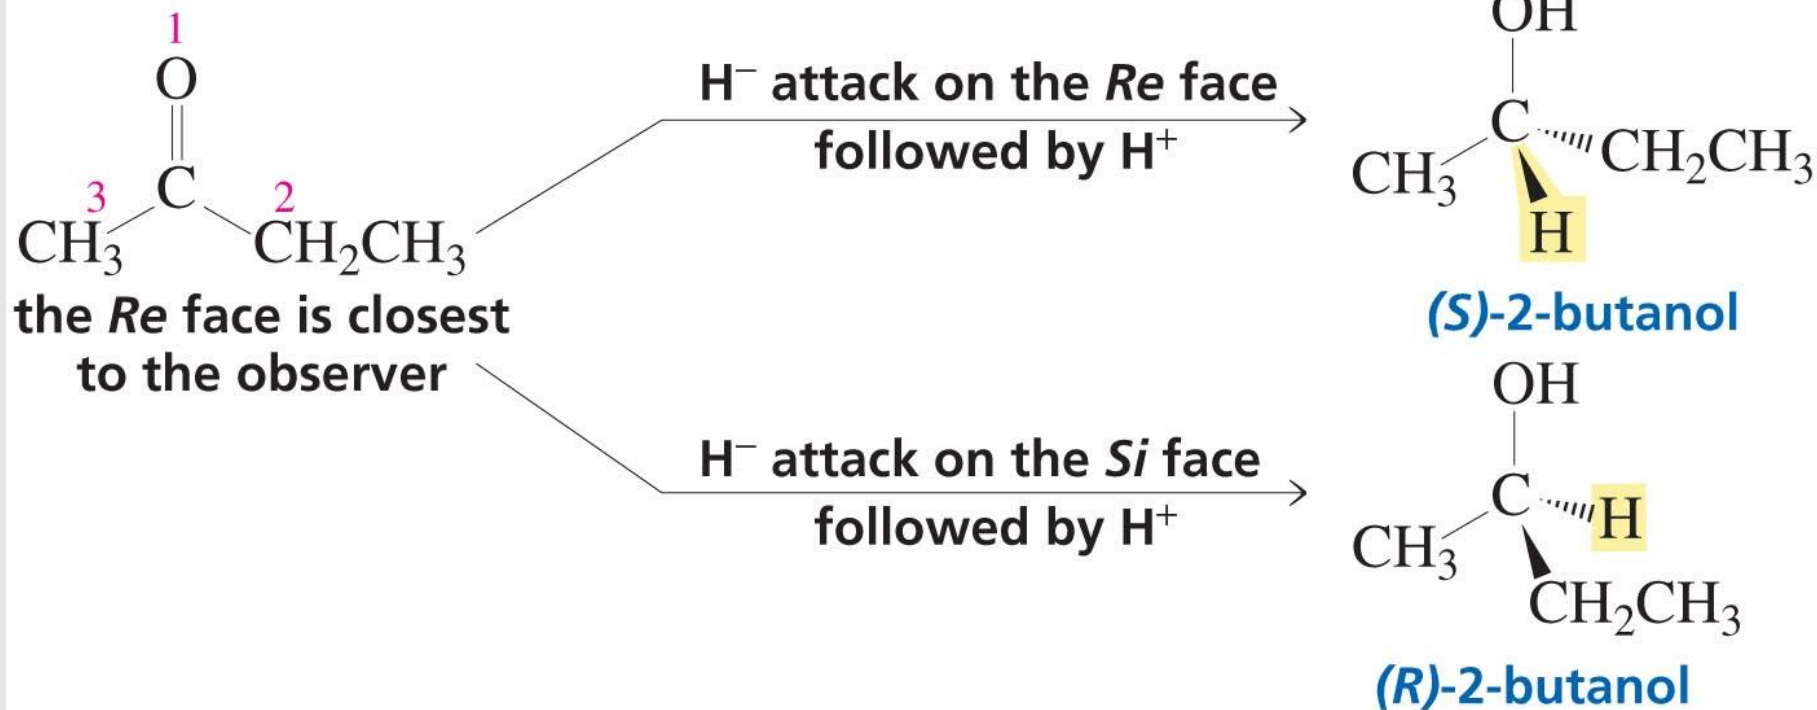 1
O
C
3
2
CH₃
CH₂CH₃
the Re face is closest
to the observer
H⁻ attack on the Re face
followed by H⁺
OH
C
CH₃
CH₂CH₃
H
(S)-2-butanol
H⁻ attack on the Si face
followed by H⁺
OH
C
H
CH₃
CH₂CH₃
(R)-2-butanol